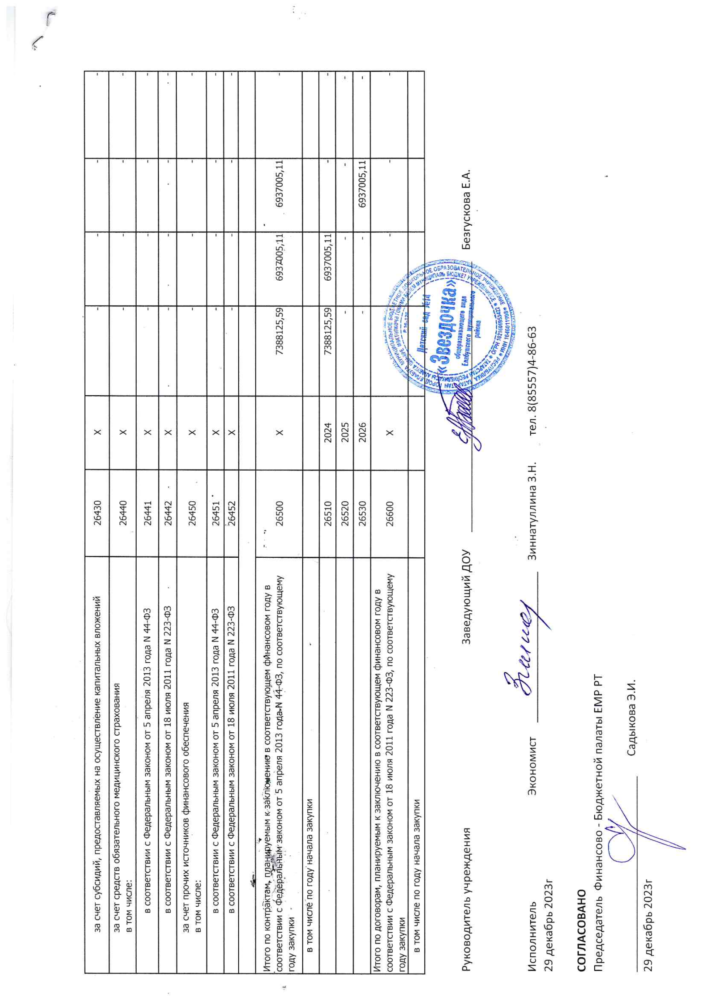 за счет субсидий, предоставляемых на осуществление капитальных вложений 26430 X - - - -
за счет средств обязательного медицинского страхования 26440 X - - - -
в том числе:
в соответствии с Федеральным законом от 5 апреля 2013 года N 44-ФЗ 26441 X - - - -
в соответствии с Федеральным законом от 18 июля 2011 года N 223-ФЗ 26442 X - - - -
за счет прочих источников финансового обеспечения 26450 X - - - -
в том числе:
в соответствии с Федеральным законом от 5 апреля 2013 года N 44-ФЗ 26451 X - - - -
в соответствии с Федеральным законом от 18 июля 2011 года N 223-ФЗ 26452 X - - - -
Итого по контрактам, планируемым к заключению в соответствующем финансовом году в
соответствии с Федеральным законом от 5 апреля 2013 года N 44-ФЗ, по соответствующему 26500 X 7388125,59 6937005,11 6937005,11 -
году закупки
в том числе по году начала закупки
26510 2024 7388125,59 6937005,11 - -
26520 2025 - - - -
26530 2026 - - 6937005,11 -
Итого по договорам, планируемым к заключению в соответствующем финансовом году в
соответствии с Федеральным законом от 18 июля 2011 года N 223-ФЗ, по соответствующему 26600 X - - -
году закупки
в том числе по году начала закупки
Руководитель учреждения Заведующий ДОУ Безгускова Е.А.
Детский сад №14
«Звездочка»
общеразвивающего вида
Елабужского муниципального
района
Исполнитель Экономист Зиннатуллина З.Н. тел. 8(85557)4-86-63
29 декабрь 2023г
СОГЛАСОВАНО
Председатель Финансово - Бюджетной палаты ЕМР РТ
Садыкова Э.И.
29 декабрь 2023г